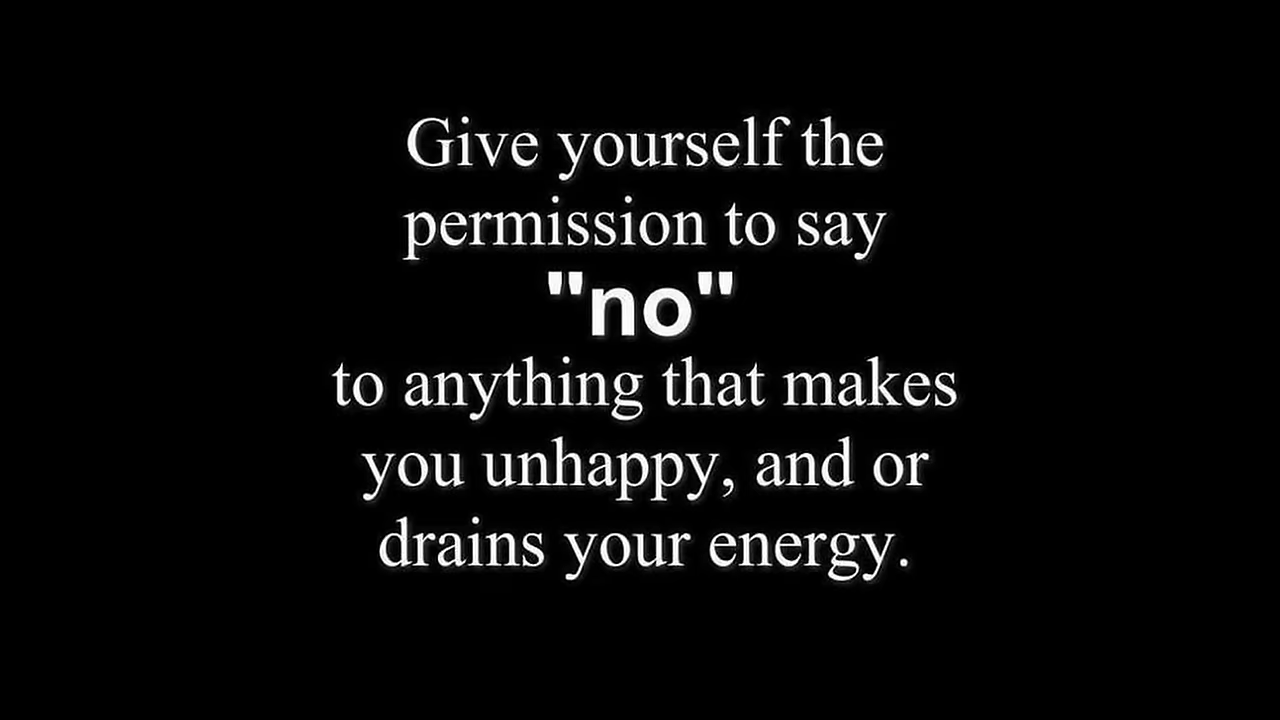 Give yourself the
permission to say
"no"
to anything that makes
you unhappy, and or
drains your energy.